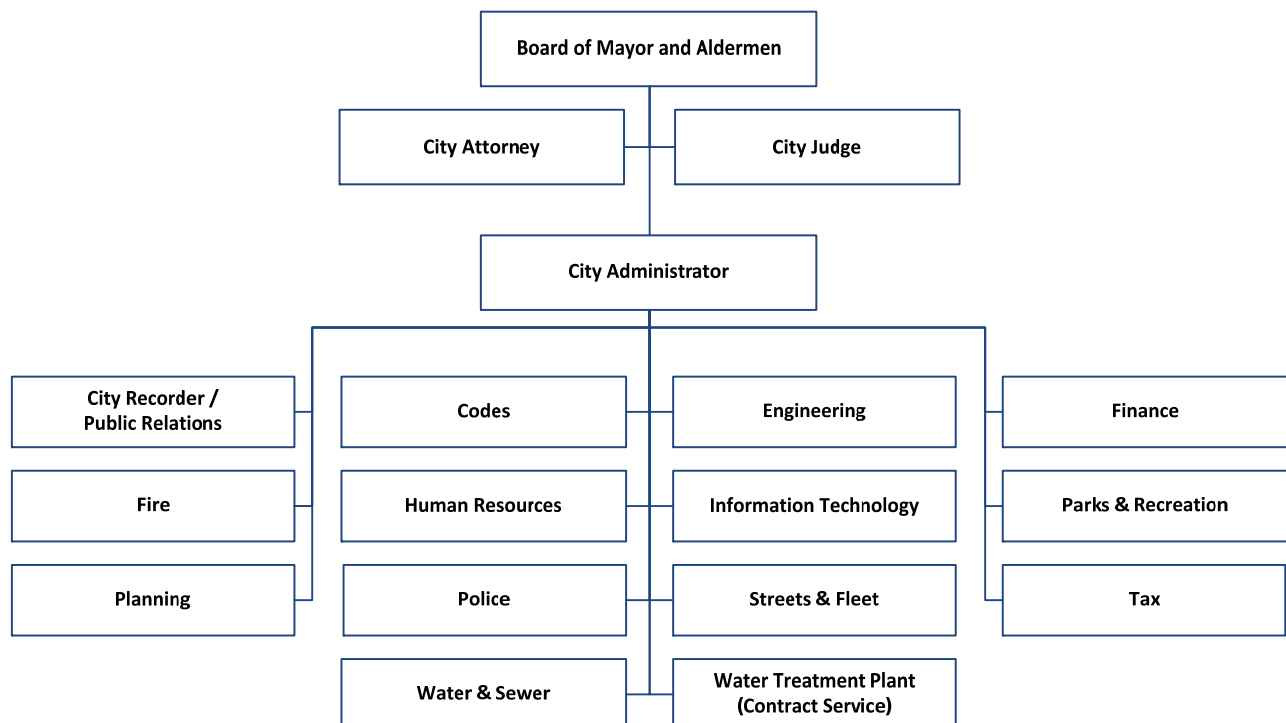 Board of Mayor and Aldermen
City Attorney
City Judge
City Administrator
City Recorder /
Public Relations
Codes
Engineering
Finance
Fire
Human Resources
Information Technology
Parks & Recreation
Planning
Police
Streets & Fleet
Tax
Water & Sewer
Water Treatment Plant
(Contract Service)